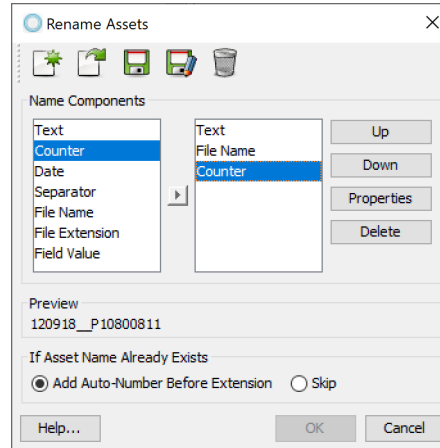 Rename Assets
Name Components
Text
Counter
Date
Separator
File Name
File Extension
Field Value
Text
File Name
Counter
Up
Down
Properties
Delete
Preview
120918__P10800811
If Asset Name Already Exists
Add Auto-Number Before Extension
Skip
Help...
OK
Cancel